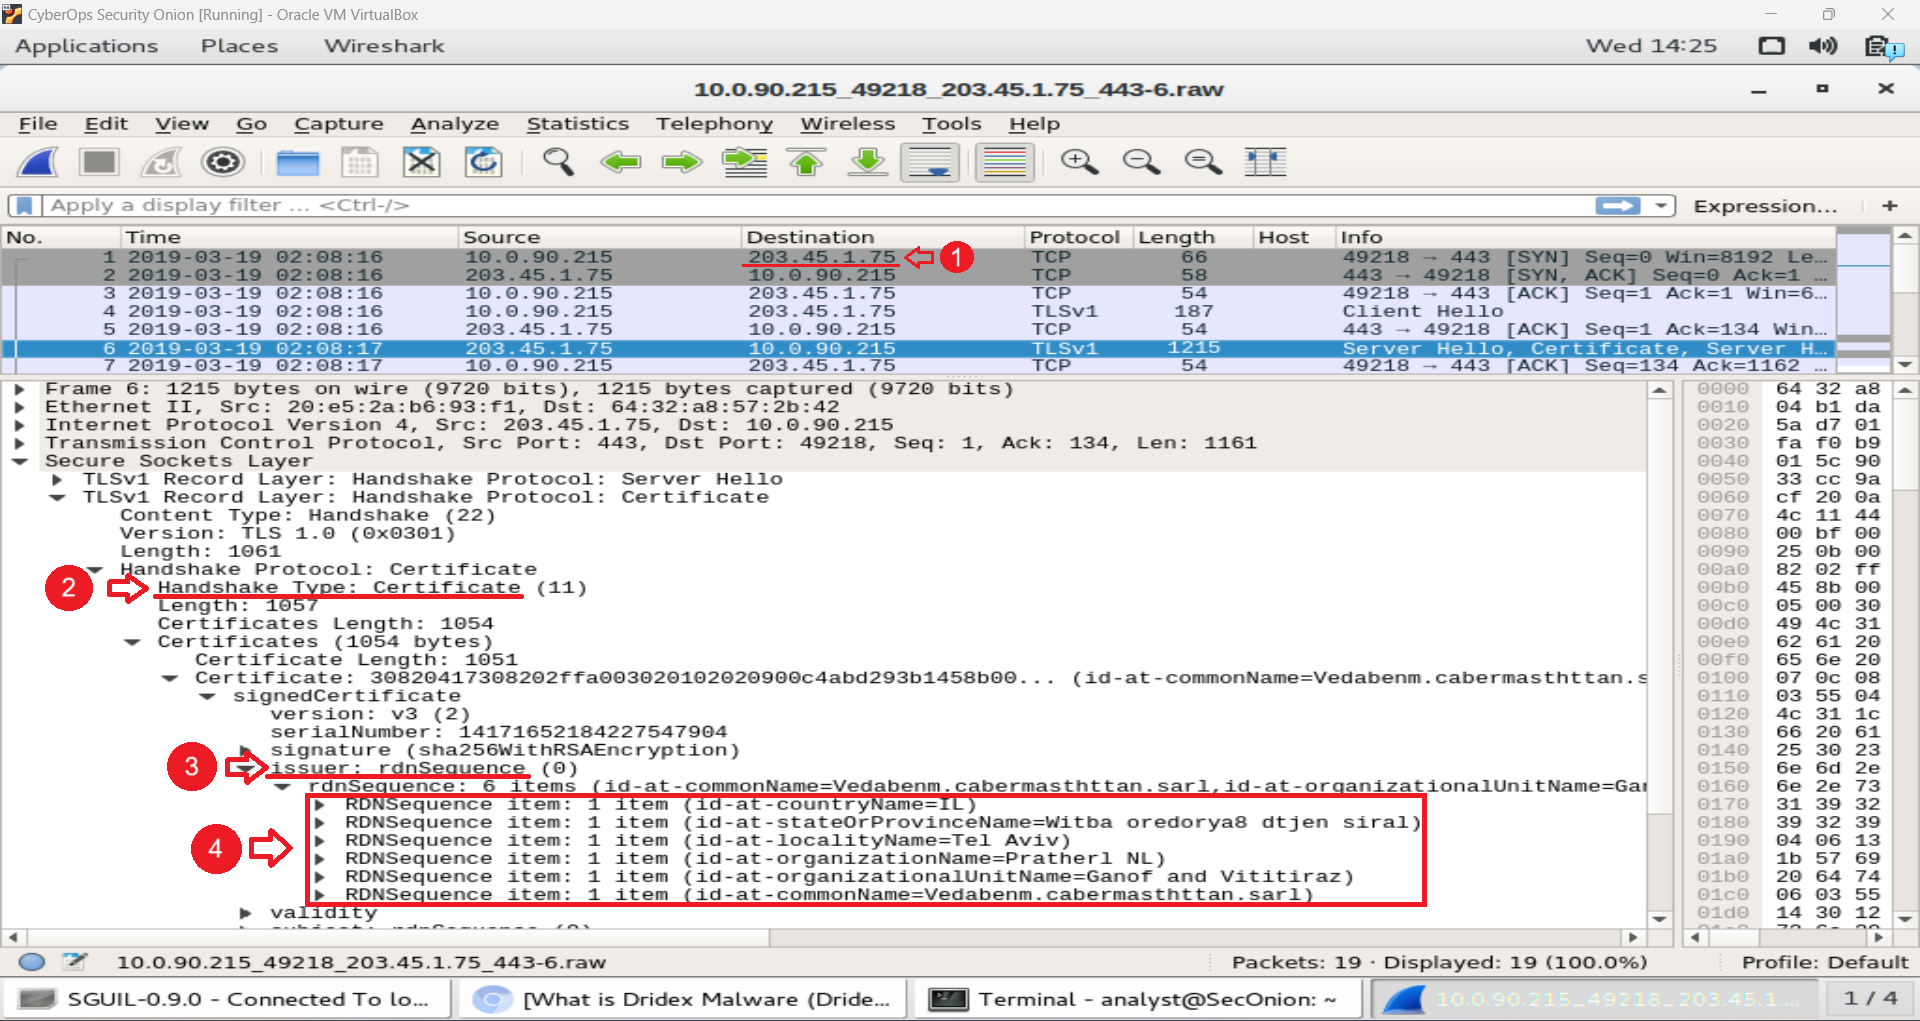 CyberOps Security Onion [Running] - Oracle VM VirtualBox
Applications Places Wireshark Wed 14:25
10.0.90.215_49218_203.45.1.75_443-6.raw
File Edit View Go Capture Analyze Statistics Telephony Wireless Tools Help
Apply a display filter ... <Ctrl-/> Expression... +
No. Time Source Destination Protocol Length Host Info
1 2019-03-19 02:08:16 10.0.90.215 203.45.1.75 1 TCP 66 49218 → 443 [SYN] Seq=0 Win=8192 Le...
2 2019-03-19 02:08:16 203.45.1.75 10.0.90.215 TCP 58 443 → 49218 [SYN, ACK] Seq=0 Ack=1 ...
3 2019-03-19 02:08:16 10.0.90.215 203.45.1.75 TCP 54 49218 → 443 [ACK] Seq=1 Ack=1 Win=6...
4 2019-03-19 02:08:16 10.0.90.215 203.45.1.75 TLSv1 187 Client Hello
5 2019-03-19 02:08:16 203.45.1.75 10.0.90.215 TCP 54 443 → 49218 [ACK] Seq=1 Ack=134 Win...
6 2019-03-19 02:08:17 203.45.1.75 10.0.90.215 TLSv1 1215 Server Hello, Certificate, Server H...
7 2019-03-19 02:08:17 10.0.90.215 203.45.1.75 TCP 54 49218 → 443 [ACK] Seq=134 Ack=1162 ...
Frame 6: 1215 bytes on wire (9720 bits), 1215 bytes captured (9720 bits) 0000 64 32 a8
Ethernet II, Src: 20:e5:2a:b6:93:f1, Dst: 64:32:a8:57:2b:42 0010 04 b1 da
Internet Protocol Version 4, Src: 203.45.1.75, Dst: 10.0.90.215 0020 5a d7 01
Transmission Control Protocol, Src Port: 443, Dst Port: 49218, Seq: 1, Ack: 134, Len: 1161 0030 fa f0 b9
Secure Sockets Layer 0040 01 5c 90
TLSv1 Record Layer: Handshake Protocol: Server Hello 0050 33 cc 9a
TLSv1 Record Layer: Handshake Protocol: Certificate 0060 cf 20 0a
Content Type: Handshake (22) 0070 4c 11 44
Version: TLS 1.0 (0x0301) 0080 00 bf 00
Length: 1061 0090 25 0b 00
Handshake Protocol: Certificate 00a0 82 02 ff
2 Handshake Type: Certificate (11) 00b0 45 8b 00
Length: 1057 00c0 05 00 30
Certificates Length: 1054 00d0 49 4c 31
Certificates (1054 bytes) 00e0 62 61 20
Certificate Length: 1051 00f0 65 6e 20
Certificate: 30820417308202ffa003020102020900c4abd293b1458b00... (id-at-commonName=Vedabenm.cabermasthttan.s 0100 07 0c 08
signedCertificate 0110 03 55 04
version: v3 (2) 0120 4c 31 1c
serialNumber: 14171652184227547904 0130 66 20 61
signature (sha256WithRSAEncryption) 0140 25 30 23
3 issuer: rdnSequence (0) 0150 6e 6d 2e
rdnSequence: 6 items (id-at-commonName=Vedabenm.cabermasthttan.sarl,id-at-organizationalUnitName=Gar 0160 6e 2e 73
RDNSequence item: 1 item (id-at-countryName=IL) 0170 31 39 32
RDNSequence item: 1 item (id-at-stateOrProvinceName=Witba oredorya8 dtjen siral) 0180 39 32 39
4 RDNSequence item: 1 item (id-at-localityName=Tel Aviv) 0190 04 06 13
RDNSequence item: 1 item (id-at-organizationName=Pratherl NL) 01a0 1b 57 69
RDNSequence item: 1 item (id-at-organizationalUnitName=Ganof and Vititiraz) 01b0 20 64 74
RDNSequence item: 1 item (id-at-commonName=Vedabenm.cabermasthttan.sarl) 01c0 06 03 55
validity 01d0 14 30 12
10.0.90.215_49218_203.45.1.75_443-6.raw Packets: 19 · Displayed: 19 (100.0%) Profile: Default
SGUIL-0.9.0 - Connected To lo... [What is Dridex Malware (Dride... Terminal - analyst@SecOnion: ~ 10.0.90.215_49218_203.45.1.... 1 / 4